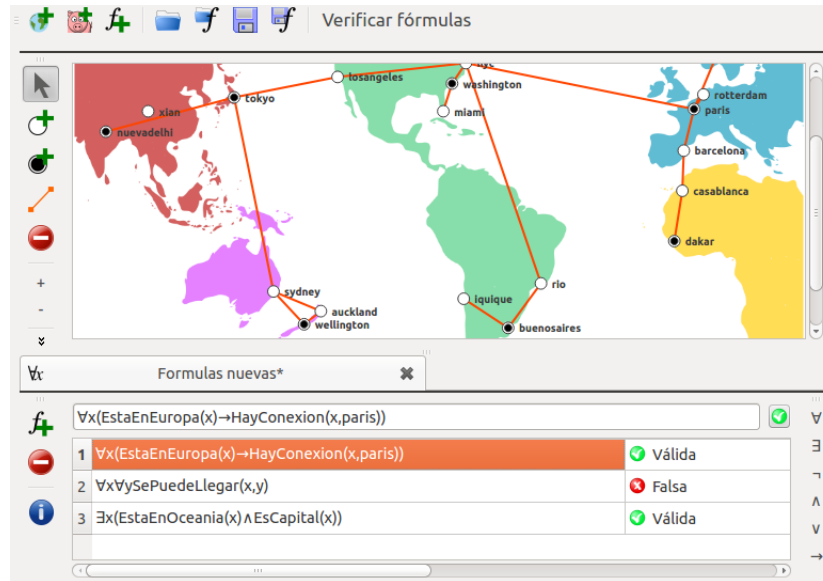 Verificar fórmulas
losangeles
washington
tokyo
rotterdam
xian
miami
paris
nuevadelhi
barcelona
casablanca
dakar
sydney
rio
iquique
auckland
wellington
buenosaires
∀x Formulas nuevas*
∀x(EstaEnEuropa(x)→HayConexion(x,paris))
1 ∀x(EstaEnEuropa(x)→HayConexion(x,paris)) Válida
2 ∀x∀ySePuedeLlegar(x,y) Falsa
3 ∃x(EstaEnOceania(x)∧EsCapital(x)) Válida
∀
∃
¬
∧
∨
→